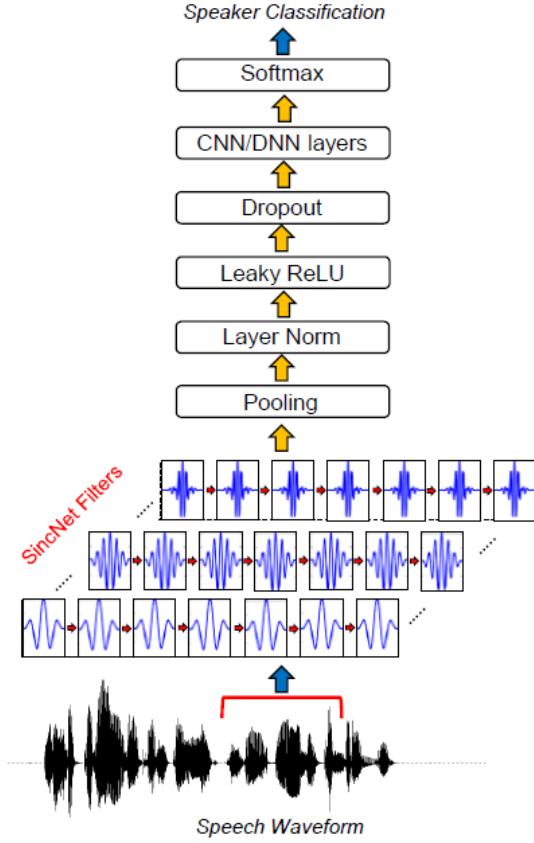 Speaker Classification
Softmax
CNN/DNN layers
Dropout
Leaky ReLU
Layer Norm
Pooling
SincNet Filters
Speech Waveform